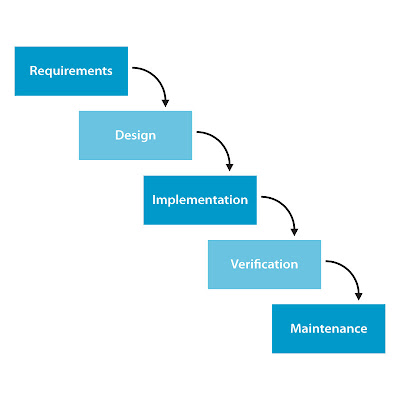 Requirements
Design
Implementation
Verification
Maintenance